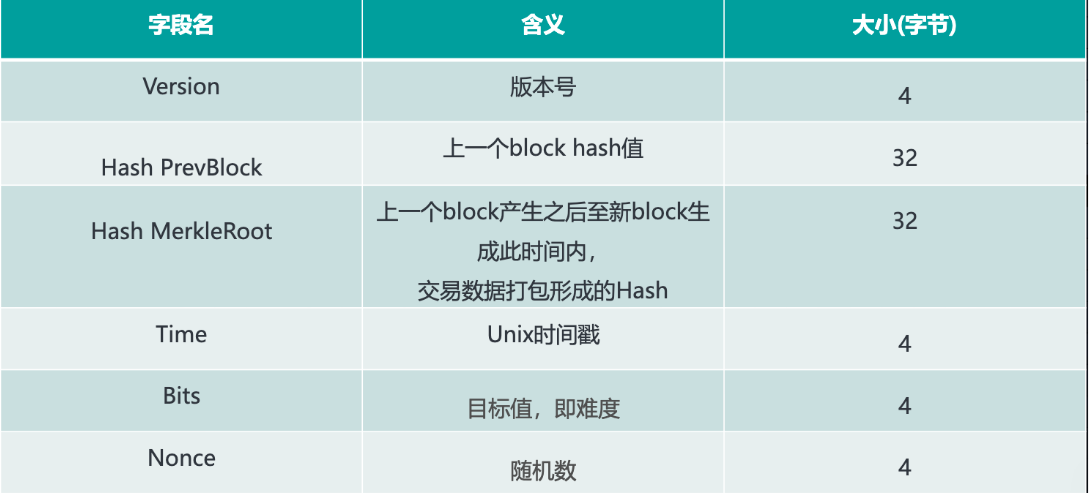 字段名 含义 大小(字节)
Version 版本号 4
Hash PrevBlock 上一个block hash值 32
Hash MerkleRoot 上一个block产生之后至新block生 32
成此时间内，
交易数据打包形成的Hash
Time Unix时间戳 4
Bits 目标值，即难度 4
Nonce 随机数 4